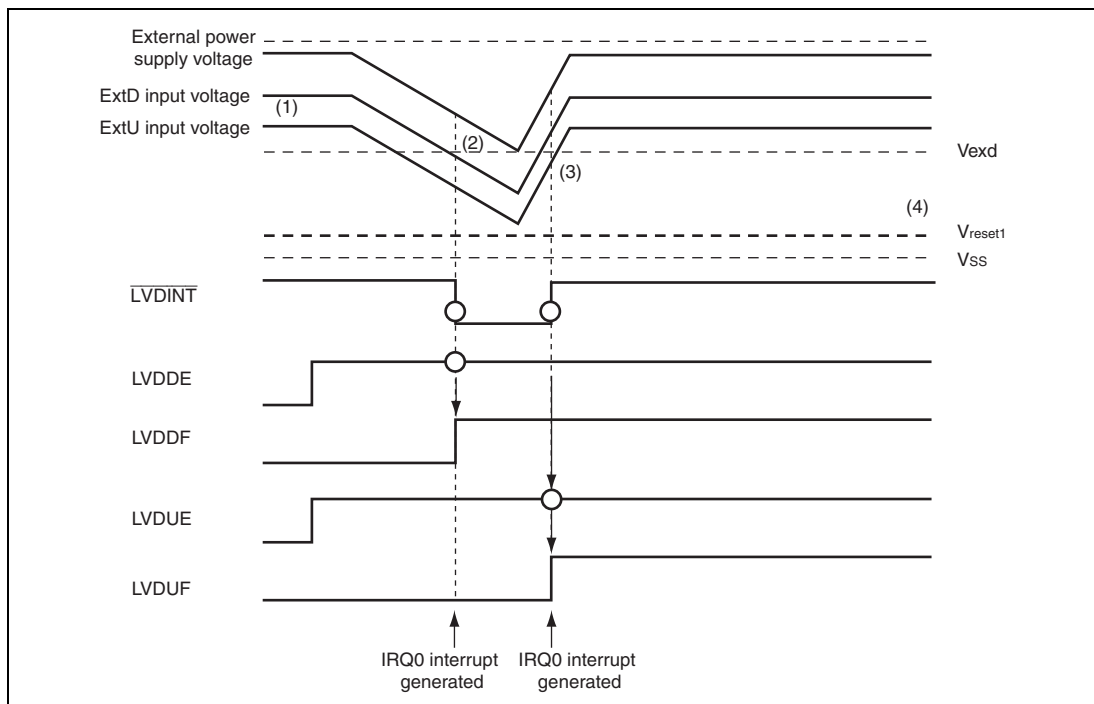 External power
supply voltage
ExtD input voltage
(1)
ExtU input voltage
(2)
Vexd
(3)
(4)
Vreset1
VSS
LVDINT
LVDDE
LVDDF
LVDUE
LVDUF
IRQ0 interrupt
generated
IRQ0 interrupt
generated